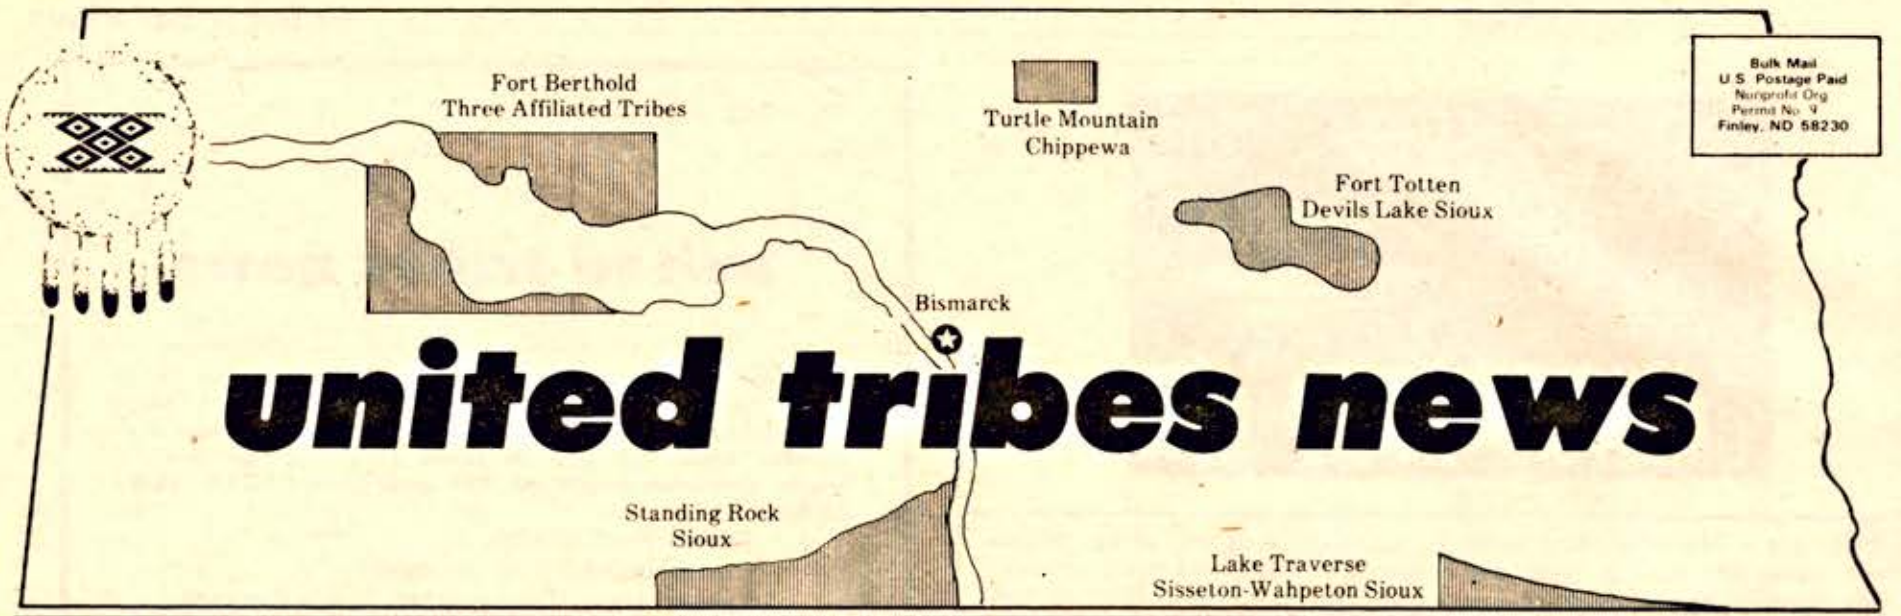 Fort Berthold
Three Affiliated Tribes
Turtle Mountain
Chippewa
Bulk Mail
U.S. Postage Paid
Nonprofit Org
Permit No. 9
Finley, ND 58230
Fort Totten
Devils Lake Sioux
Bismarck
united tribes news
Standing Rock
Sioux
Lake Traverse
Sisseton-Wahpeton Sioux